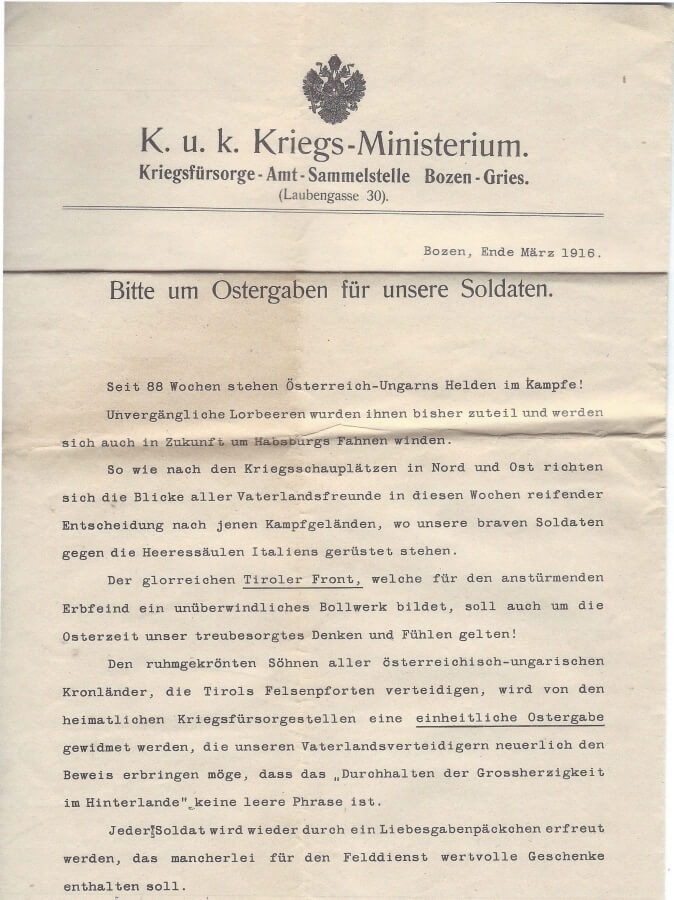 K. u. k. Kriegs-Ministerium.
Kriegsfürsorge-Amt-Sammelstelle Bozen-Gries.
(Laubengasse 30).
Bozen, Ende März 1916.
Bitte um Ostergaben für unsere Soldaten.
Seit 88 Wochen stehen Österreich-Ungarns Helden im Kampfe!
Unvergängliche Lorbeeren wurden ihnen bisher zuteil und werden
sich auch in Zukunft um Habsburgs Fahnen winden.
So wie nach den Kriegsschauplätzen in Nord und Ost richten
sich die Blicke aller Vaterlandsfreunde in diesen Wochen reifender
Entscheidung nach jenen Kampfgeländen, wo unsere braven Soldaten
gegen die Heeressäulen Italiens gerüstet stehen.
Der glorreichen Tiroler Front, welche für den anstürmenden
Erbfeind ein unüberwindliches Bollwerk bildet, soll auch um die
Osterzeit unser treubesorgtes Denken und Fühlen gelten!
Den ruhmgekrönten Söhnen aller österreichisch-ungarischen
Kronländer, die Tirols Felsenpforten verteidigen, wird von den
heimatlichen Kriegsfürsorgestellen eine einheitliche Ostergabe
gewidmet werden, die unseren Vaterlandsverteidigern neuerlich den
Beweis erbringen möge, dass das „Durchhalten der Grossherzigkeit
im Hinterlande" keine leere Phrase ist.
Jeder Soldat wird wieder durch ein Liebesgabenpäckchen erfreut
werden, das mancherlei für den Felddienst wertvolle Geschenke
enthalten soll.